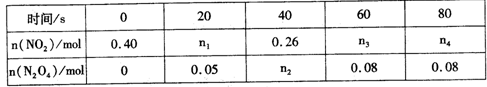 时间/s 0 20 40 60 80
n(NO₂)/mol 0.40 n₁ 0.26 n₃ n₄
n(N₂O₄)/mol 0 0.05 n₂ 0.08 0.08